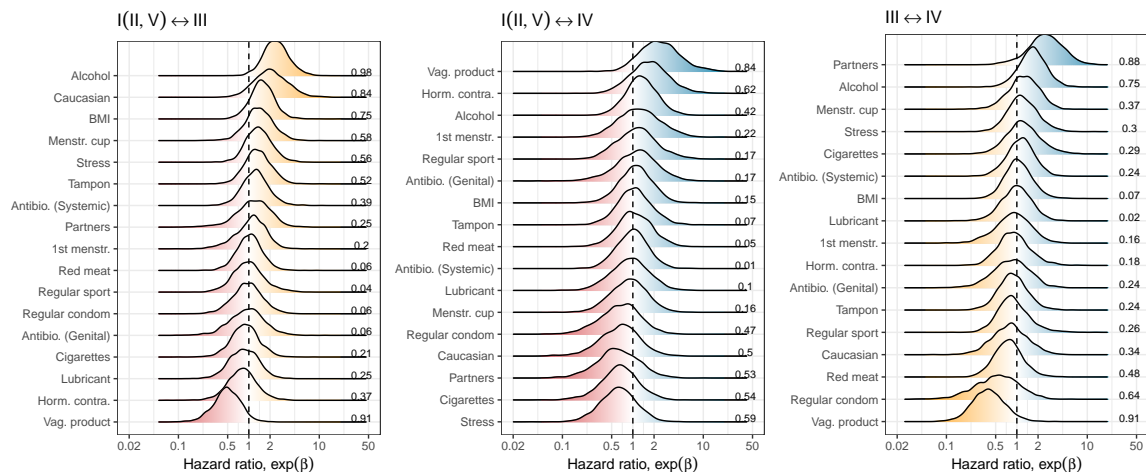 I(II, V) ↔ III
Alcohol 0.98
Caucasian 0.84
BMI 0.75
Menstr. cup 0.58
Stress 0.56
Tampon 0.52
Antibio. (Systemic) 0.39
Partners 0.25
1st menstr. 0.2
Red meat 0.06
Regular sport 0.04
Regular condom 0.06
Antibio. (Genital) 0.06
Cigarettes 0.21
Lubricant 0.25
Horm. contra. 0.37
Vag. product 0.91
0.02 0.1 0.5 1 2 10 50
Hazard ratio, exp(β)
I(II, V) ↔ IV
Vag. product 0.84
Horm. contra. 0.62
Alcohol 0.42
1st menstr. 0.22
Regular sport 0.17
Antibio. (Genital) 0.17
BMI 0.15
Tampon 0.07
Red meat 0.05
Antibio. (Systemic) 0.01
Lubricant 0.1
Menstr. cup 0.16
Regular condom 0.47
Caucasian 0.5
Partners 0.53
Cigarettes 0.54
Stress 0.59
0.02 0.1 0.5 1 2 10 50
Hazard ratio, exp(β)
III ↔ IV
Partners 0.88
Alcohol 0.75
Menstr. cup 0.37
Stress 0.3
Cigarettes 0.29
Antibio. (Systemic) 0.24
BMI 0.07
Lubricant 0.02
1st menstr. 0.16
Horm. contra. 0.18
Antibio. (Genital) 0.24
Tampon 0.24
Regular sport 0.26
Caucasian 0.34
Red meat 0.48
Regular condom 0.64
Vag. product 0.91
0.02 0.1 0.5 1 2 10 50
Hazard ratio, exp(β)